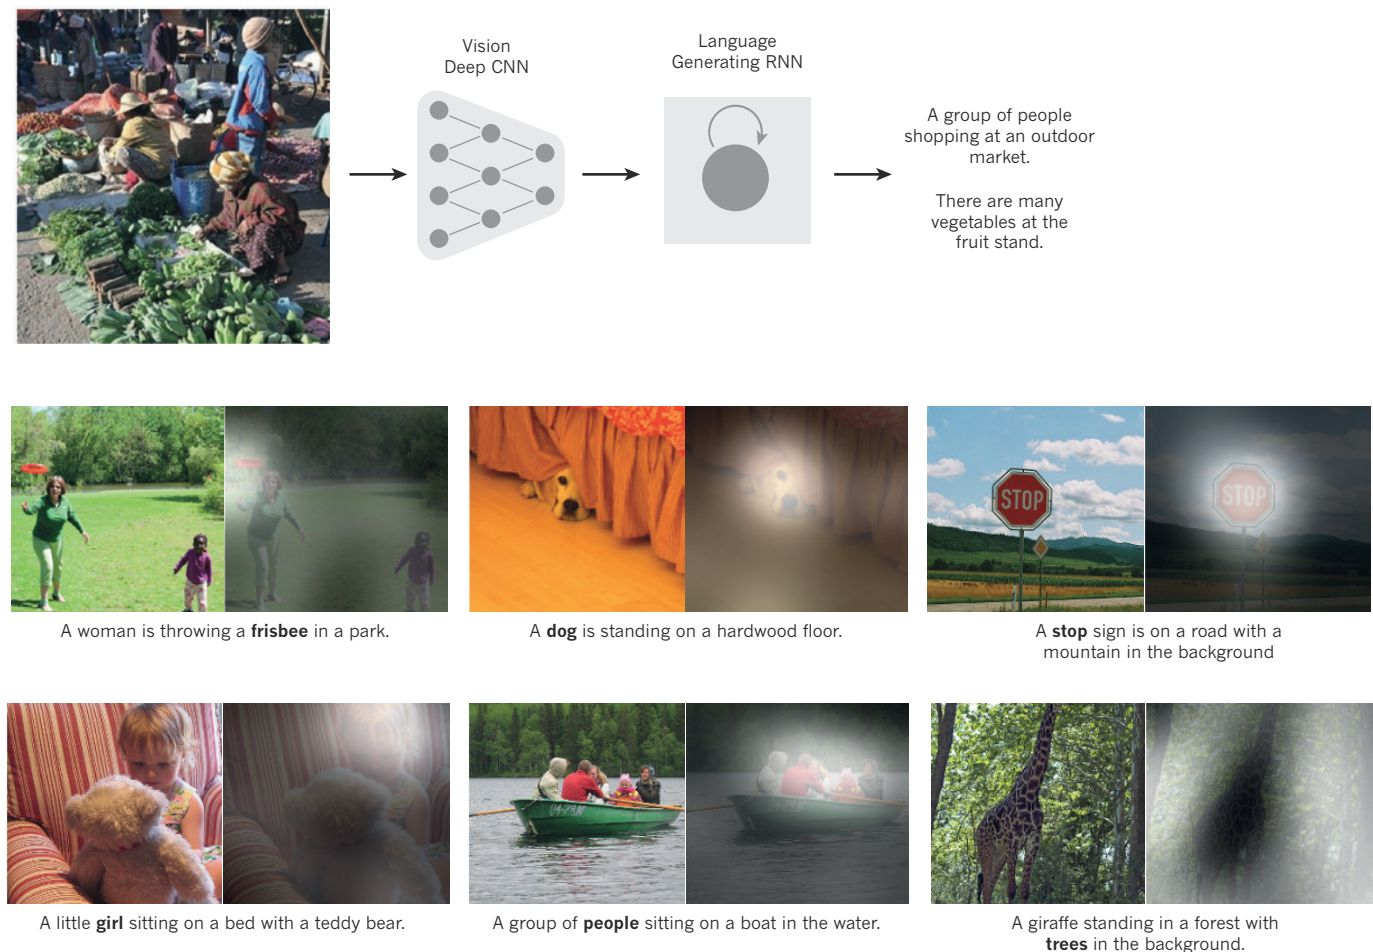 Vision
Deep CNN
Language
Generating RNN
A group of people
shopping at an outdoor
market.
There are many
vegetables at the
fruit stand.
STOP
STOP
A woman is throwing a frisbee in a park.
A dog is standing on a hardwood floor.
A stop sign is on a road with a
mountain in the background
A little girl sitting on a bed with a teddy bear.
A group of people sitting on a boat in the water.
A giraffe standing in a forest with
trees in the background.